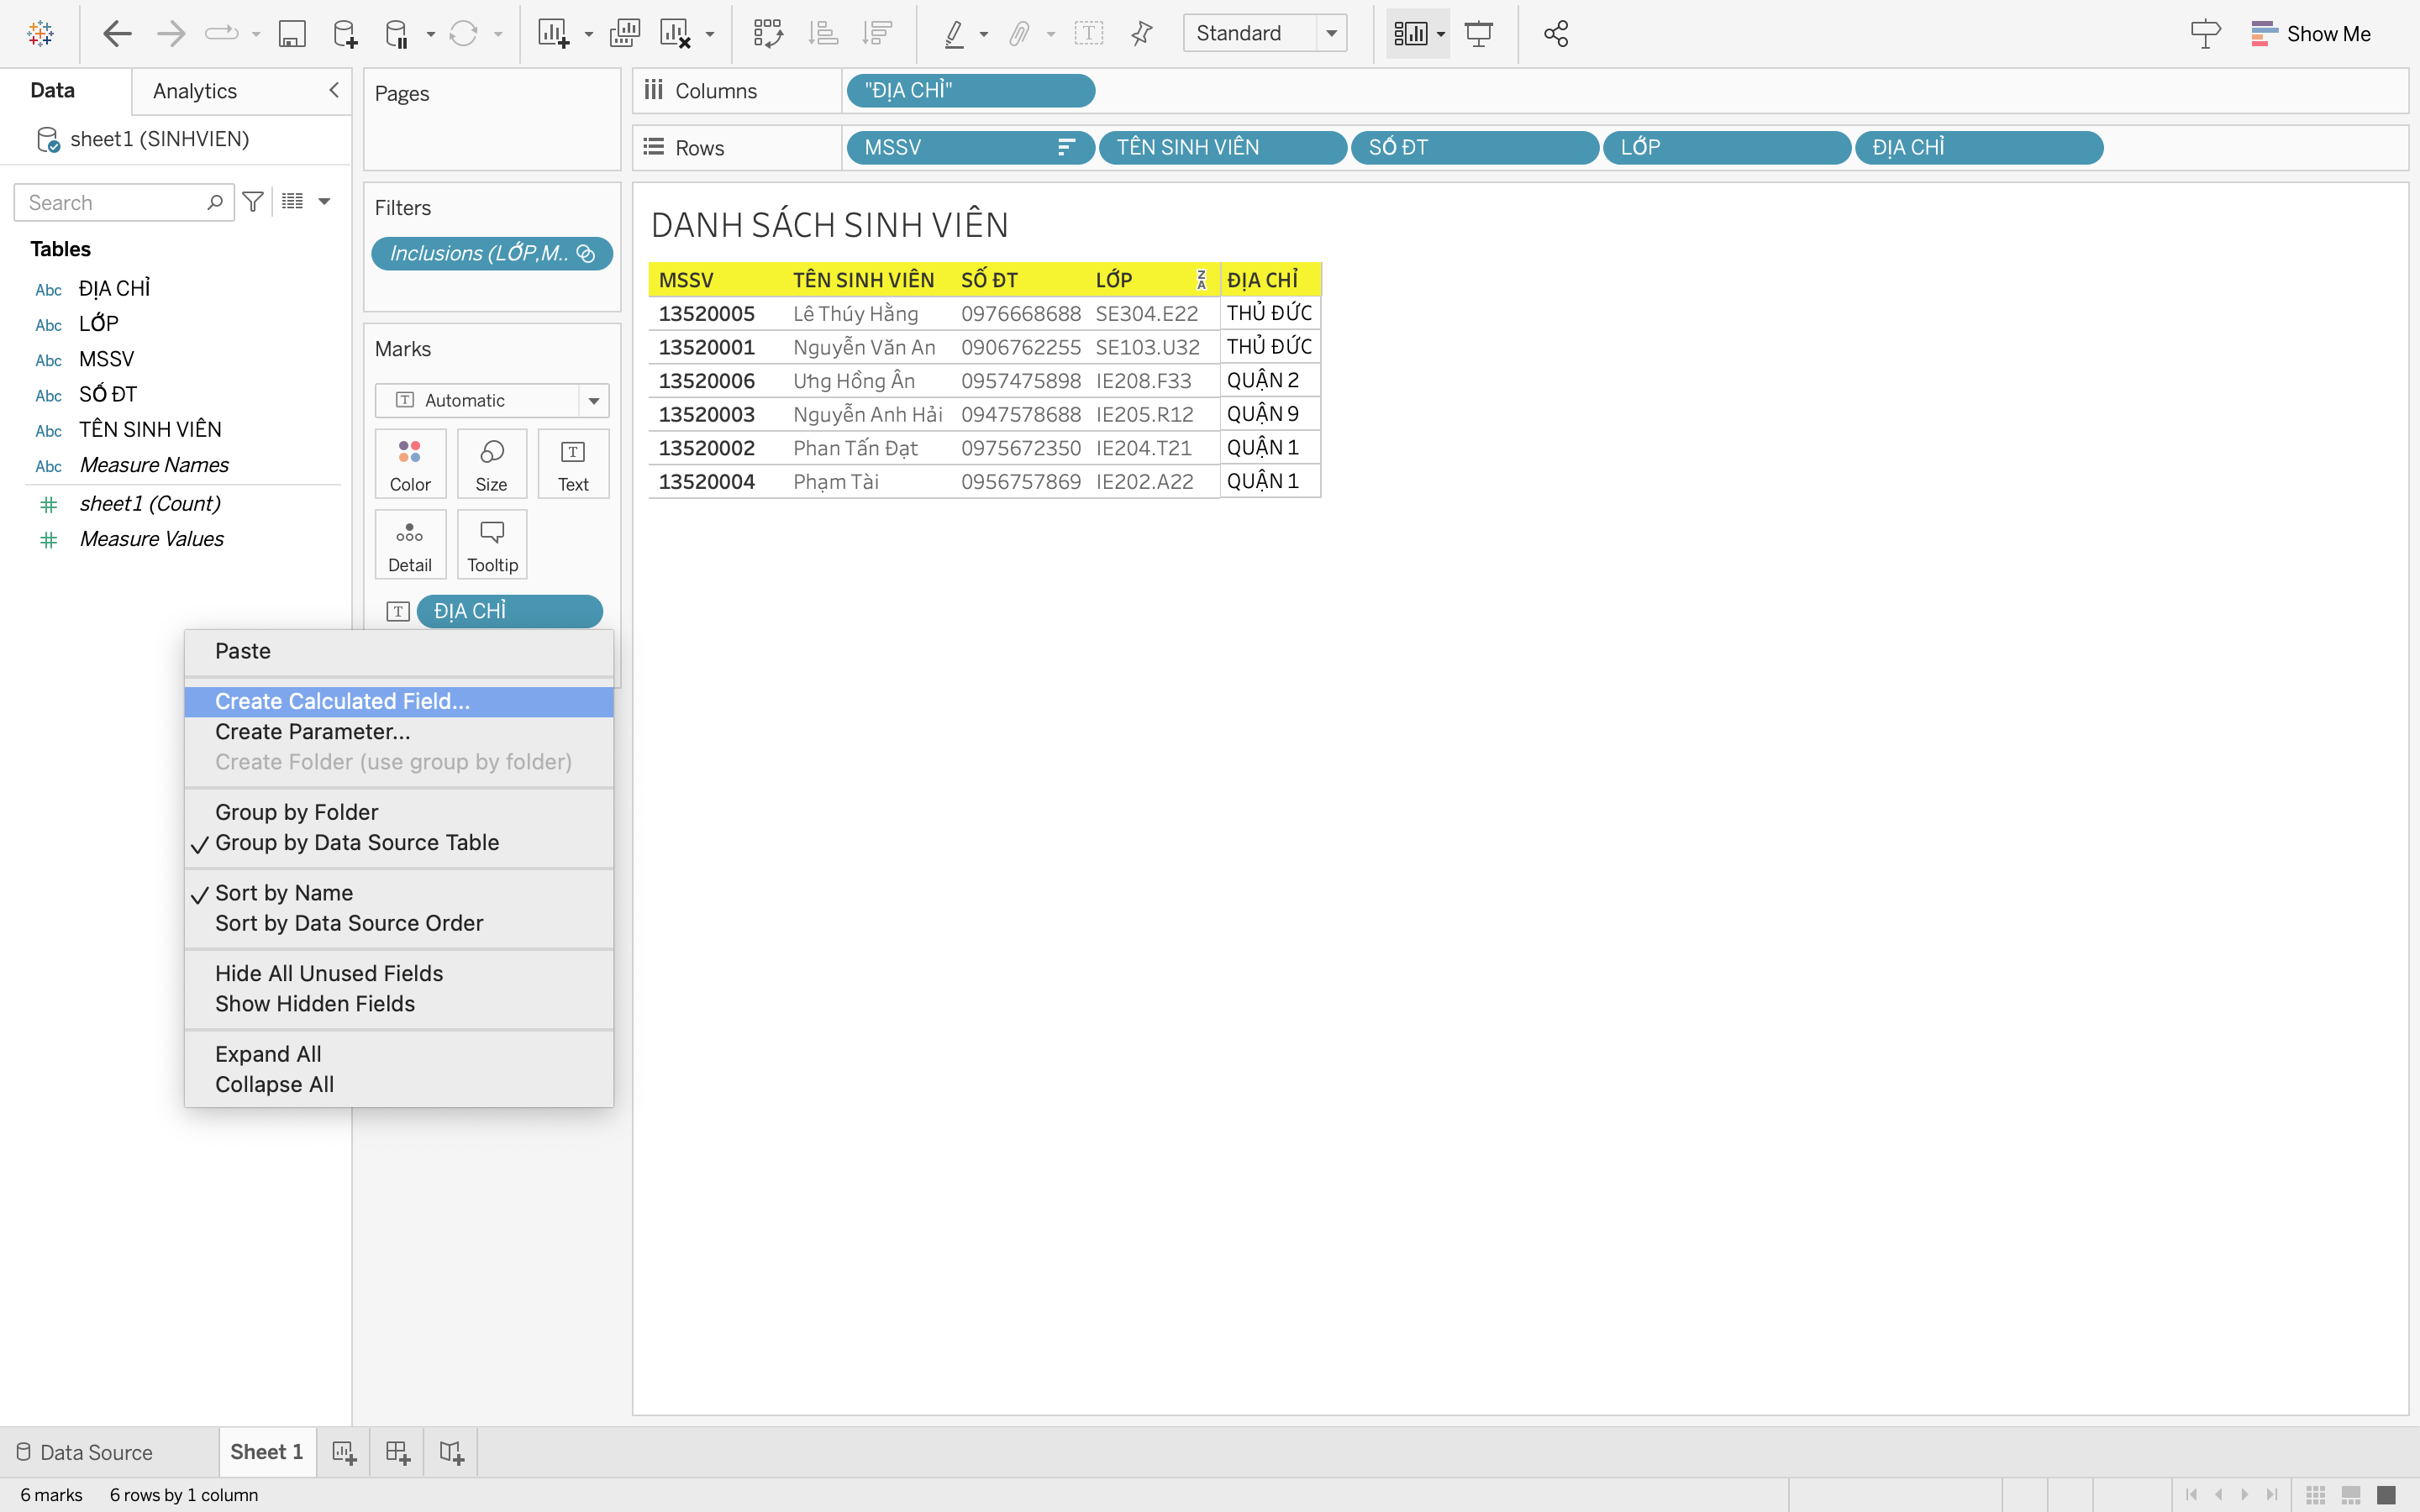 Standard
Show Me
Data
Analytics
sheet1 (SINHVIEN)
Search
Tables
Abc ĐỊA CHỈ
Abc LỚP
Abc MSSV
Abc SỐ ĐT
Abc TÊN SINH VIÊN
Abc Measure Names
sheet1 (Count)
Measure Values
Pages
Filters
Inclusions (LỚP,M..
Marks
Automatic
Color Size Text
Detail Tooltip
ĐỊA CHỈ
Paste
Create Calculated Field...
Create Parameter...
Create Folder (use group by folder)
Group by Folder
Group by Data Source Table
Sort by Name
Sort by Data Source Order
Hide All Unused Fields
Show Hidden Fields
Expand All
Collapse All
Columns "ĐỊA CHỈ"
Rows MSSV TÊN SINH VIÊN SỐ ĐT LỚP ĐỊA CHỈ
DANH SÁCH SINH VIÊN
MSSV TÊN SINH VIÊN SỐ ĐT LỚP ZA ĐỊA CHỈ
13520005 Lê Thúy Hằng 0976668688 SE304.E22 THỦ ĐỨC
13520001 Nguyễn Văn An 0906762255 SE103.U32 THỦ ĐỨC
13520006 Ưng Hồng Ân 0957475898 IE208.F33 QUẬN 2
13520003 Nguyễn Anh Hải 0947578688 IE205.R12 QUẬN 9
13520002 Phan Tấn Đạt 0975672350 IE204.T21 QUẬN 1
13520004 Phạm Tài 0956757869 IE202.A22 QUẬN 1
Data Source
Sheet 1
6 marks 6 rows by 1 column